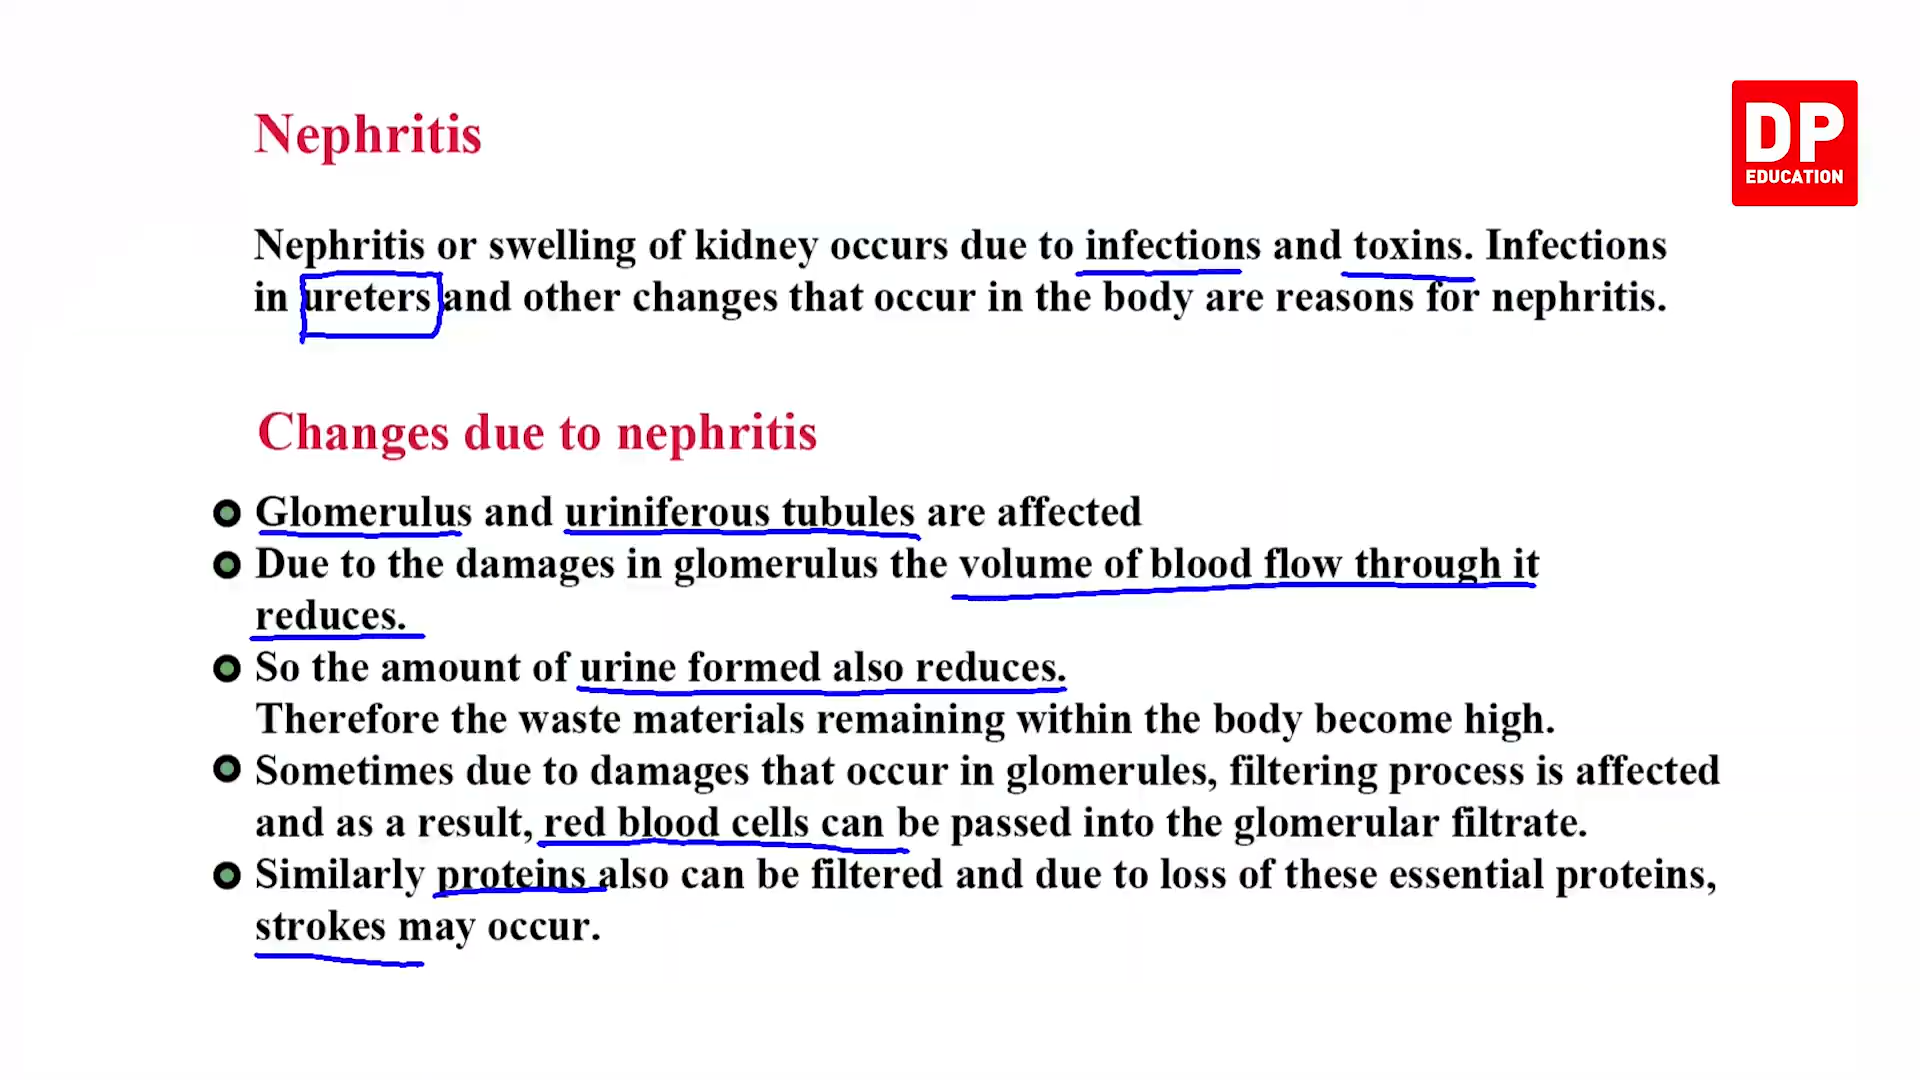 DP
EDUCATION
Nephritis
Nephritis or swelling of kidney occurs due to infections and toxins. Infections
in ureters and other changes that occur in the body are reasons for nephritis.
Changes due to nephritis
Glomerulus and uriniferous tubules are affected
Due to the damages in glomerulus the volume of blood flow through it
reduces.
So the amount of urine formed also reduces.
Therefore the waste materials remaining within the body become high.
Sometimes due to damages that occur in glomerules, filtering process is affected
and as a result, red blood cells can be passed into the glomerular filtrate.
Similarly proteins also can be filtered and due to loss of these essential proteins,
strokes may occur.